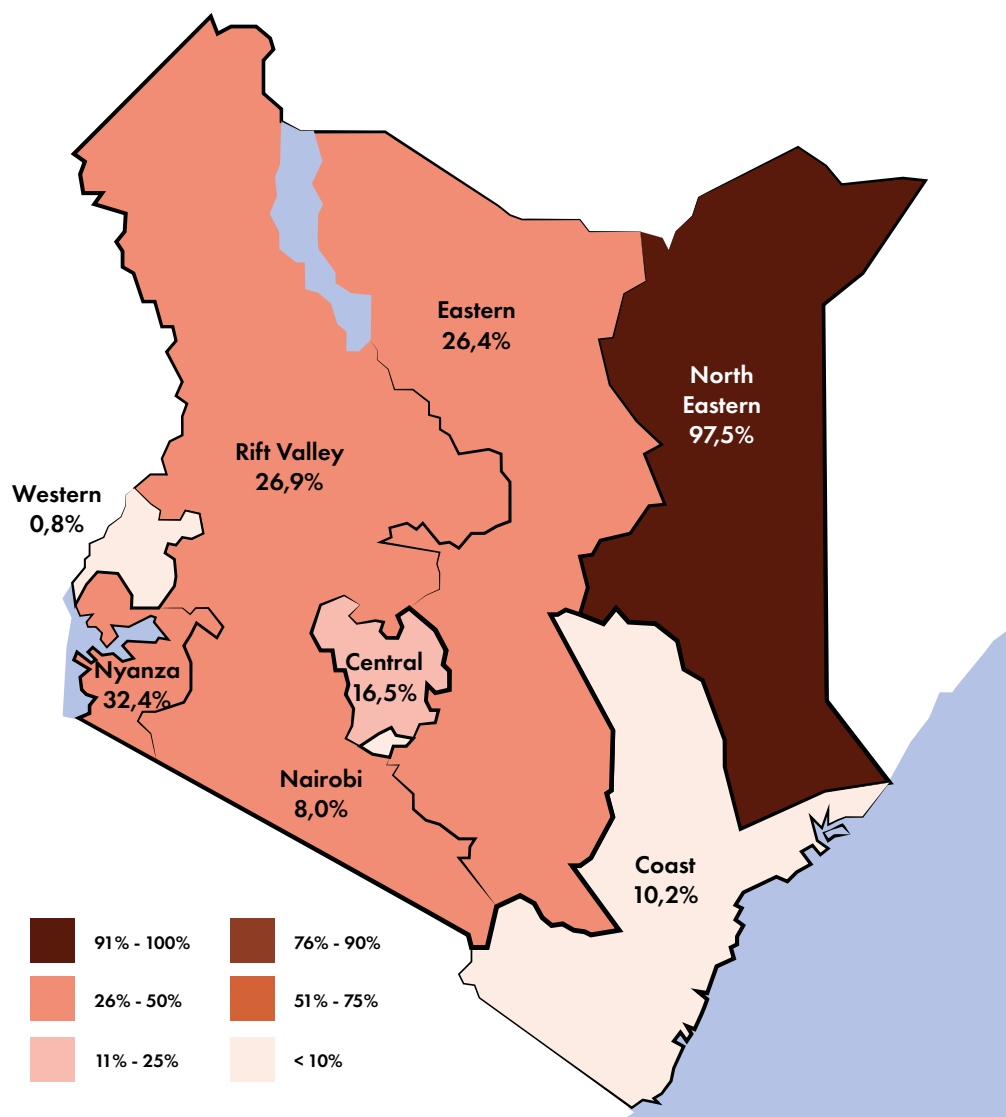 Eastern
26,4%
North
Eastern
97,5%
Rift Valley
26,9%
Western
0,8%
Nyanza
32,4%
Central
16,5%
Nairobi
8,0%
Coast
10,2%
91% - 100%
76% - 90%
26% - 50%
51% - 75%
11% - 25%
< 10%